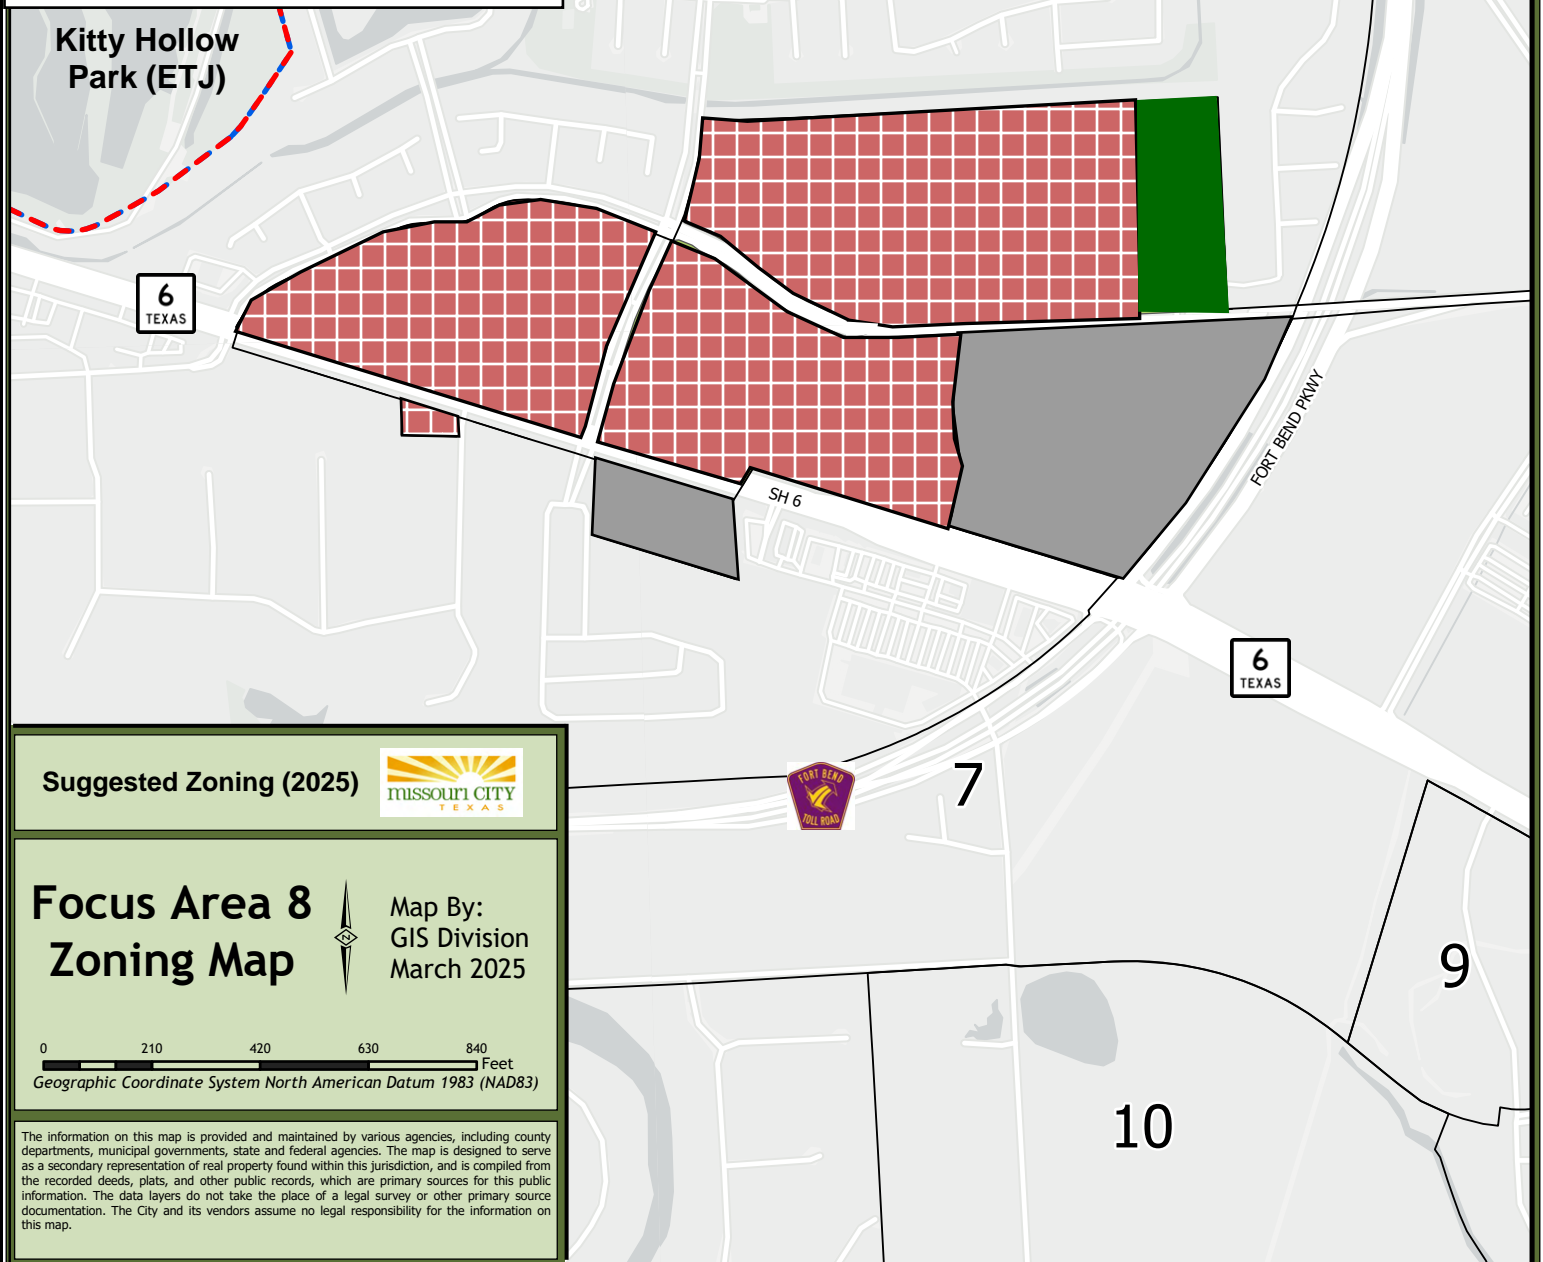 Kitty Hollow
Park (ETJ)
6
TEXAS
FORT BEND PKWY
SH 6
6
TEXAS
Suggested Zoning (2025)
missouri CITY
TEXAS
FORT BEND
TOLL ROAD
7
Focus Area 8
Zoning Map
N
Map By:
GIS Division
March 2025
9
0 210 420 630 840
Feet
Geographic Coordinate System North American Datum 1983 (NAD83)
10
The information on this map is provided and maintained by various agencies, including county
departments, municipal governments, state and federal agencies. The map is designed to serve
as a secondary representation of real property found within this jurisdiction, and is compiled from
the recorded deeds, plats, and other public records, which are primary sources for this public
information. The data layers do not take the place of a legal survey or other primary source
documentation. The City and its vendors assume no legal responsibility for the information on
this map.